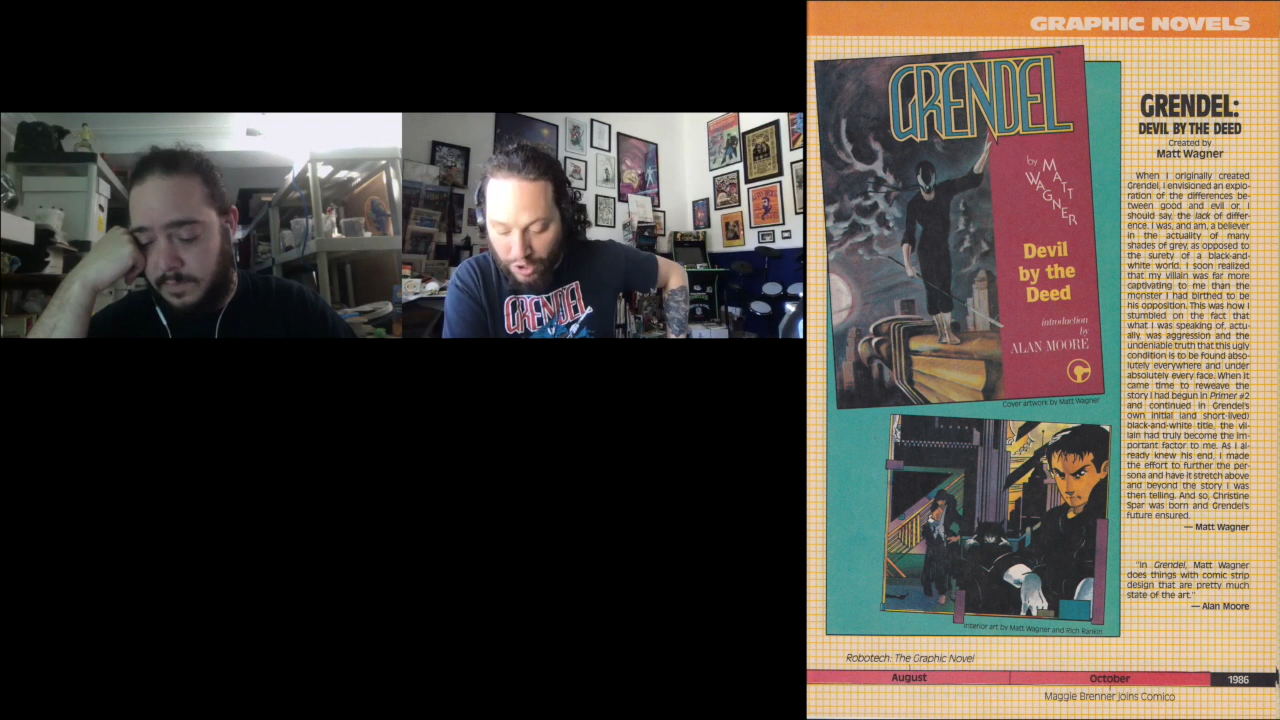 GRAPHIC NOVELS
GRENDEL
by
MATT
WAGNER
Devil
by the
Deed
introduction
by
ALAN MOORE
Cover artwork by Matt Wagner
Interior art by Matt Wagner and Rich Rankin
GRENDEL:
DEVIL BY THE DEED
Created by
Matt Wagner
When I originally created
Grendel, I envisioned an explo-
ration of the differences be-
tween good and evil or, I
should say, the lack of differ-
ence. I was, and am, a believer
in the actuality of many
shades of grey, as opposed to
the surety of a black-and-
white world. I soon realized
that my villain was far more
captivating to me than the
monster I had birthed to be
his opposition. This was how I
stumbled on the fact that
what I was speaking of, actu-
ally, was aggression and the
undeniable truth that this ugly
condition is to be found abso-
lutely everywhere and under
absolutely every face. When it
came time to reweave the
story I had begun in Primer #2
and continued in Grendel's
own initial (and short-lived)
black-and-white title, the vil-
lain had truly become the im-
portant factor to me. As I al-
ready knew his end, I made
the effort to further the per-
sona and have it stretch above
and beyond the story I was
then telling. And so, Christine
Spar was born and Grendel's
future ensured.
— Matt Wagner
"In Grendel, Matt Wagner
does things with comic strip
design that are pretty much
state of the art."
— Alan Moore
Robotech: The Graphic Novel
August
October
1986
Maggie Brenner joins Comico
GRENDEL